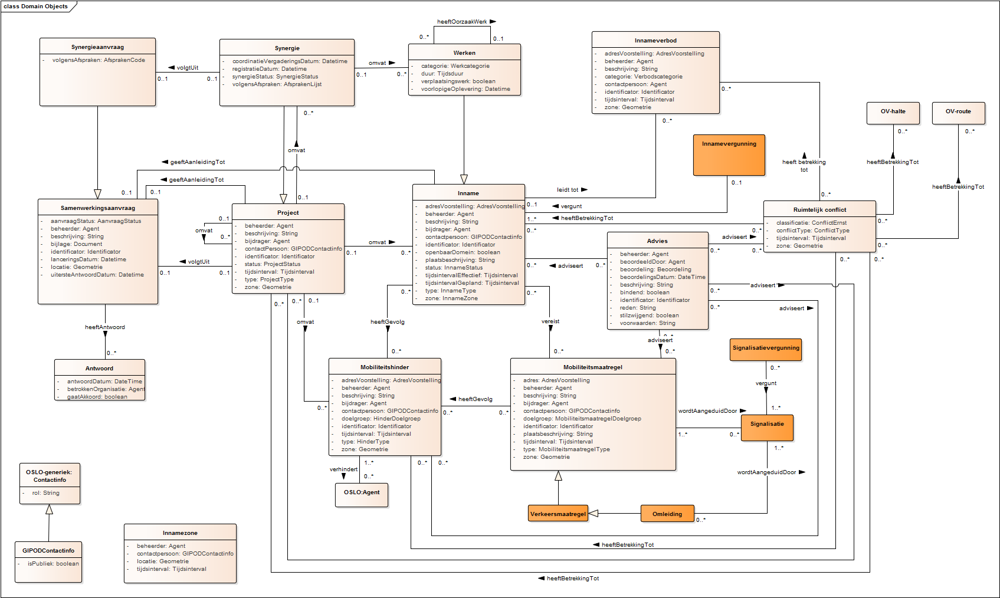 class Domain Objects
Synergieaanvraag
- volgensAfspraken: AfsprakenCode
volgtUit
0..1
0..1
Synergie
- coordinatieVergaderingsDatum: Datetime
- registratieDatum: Datetime
- synergieStatus: SynergieStatus
- volgensAfspraken: AfsprakenLijst
omvat
0..1
0..*
heeftOorzaakWerk
0..*
0..1
Werken
- categorie: Werkcategorie
- duur: Tijdsduur
- verplaatsingswerk: boolean
- voorlopigeOplevering: Datetime
Innameverbod
- adresVoorstelling: AdresVoorstelling
- beheerder: Agent
- beschrijving: String
- categorie: Verbodscategorie
- contactpersoon: Agent
- identificator: Identificator
- tijdsinterval: Tijdsinterval
- zone: Geometrie
0..*
0..*
OV-halte
0..*
OV-route
0..*
Innamevergunning
0..1
0..*
omvat
0..1
geeftAanleidingTot
0..1
geeftAanleidingTot
0..1
heeft betrekking
tot
0..*
heeftBetrekkingTot
heeftBetrekkingTot
leidt tot
0..1
vergunt
1..*
heeftBetrekkingTot
0..*
0..*
Samenwerkingsaanvraag
- aanvraagStatus: AanvraagStatus
- beheerder: Agent
- beschrijving: String
- bijlage: Document
- identificator: Identificator
- lanceringsDatum: Datetime
- locatie: Geometrie
- uitersteAntwoordDatum: Datetime
omvat
0..1
0..*
volgtUit
0..1
0..1
Project
- beheerder: Agent
- beschrijving: String
- bijdrager: Agent
- contactPersoon: GIPODContactinfo
- identificator: Identificator
- status: ProjectStatus
- tijdsinterval: Tijdsinterval
- type: ProjectType
- zone: Geometrie
omvat
0..1
0..*
Inname
- adresVoorstelling: AdresVoorstelling
- beheerder: Agent
- beschrijving: String
- bijdrager: Agent
- contactpersoon: GIPODContactinfo
- identificator: Identificator
- openbaarDomein: boolean
- plaatsbeschrijving: String
- status: InnameStatus
- tijdsintervalEffectief: Tijdsinterval
- tijdsintervalGepland: Tijdsinterval
- type: InnameType
- zone: InnameZone
Ruimtelijk conflict
- classificatie: ConflictErnst
- conflictType: ConflictType
- tijdsinterval: Tijdsinterval
- zone: Geometrie
0..*
0..*
0..*
0..*
Advies
- beheerder: Agent
- beoordeeldDoor: Agent
- beoordeling: Beoordeling
- beoordelingsDatum: DateTime
- beschrijving: String
- bindend: boolean
- identificator: Identificator
- reden: String
- stilzwijgend: boolean
- voorwaarden: String
adviseert
0..*
0..*
adviseert
0..*
0..*
adviseert
0..*
adviseert
0..*
adviseert
0..*
0..*
heeftAntwoord
0..*
Antwoord
- antwoordDatum: DateTime
- betrokkenOrganisatie: Agent
- gaatAkkoord: boolean
0..*
0..*
0..1
omvat
0..*
0..*
heeftGevolg
0..*
0..*
vereist
0..*
Mobiliteitshinder
- adresVoorstelling: AdresVoorstelling
- beheerder: Agent
- beschrijving: String
- bijdrager: Agent
- contactpersoon: GIPODContactinfo
- doelgroep: HinderDoelgroep
- identificator: Identificator
- tijdsinterval: Tijdsinterval
- type: HinderType
- zone: Geometrie
heeftGevolg
0..*
0..*
Mobiliteitsmaatregel
- adres: AdresVoorstelling
- beheerder: Agent
- beschrijving: String
- bijdrager: Agent
- contactpersoon: GIPODContactinfo
- doelgroep: MobiliteitsmaatregelDoelgroep
- identificator: Identificator
- plaatsbeschrijving: String
- tijdsinterval: Tijdsinterval
- type: MobiliteitsmaatregelType
- zone: Geometrie
Signalisatievergunning
0..*
vergunt
1..*
wordtAangeduidDoor
1..*
0..*
Signalisatie
1..*
wordtAangeduidDoor
0..*
verhindert
1..*
0..*
0..*
0..*
OSLO:Agent
Verkeersmaatregel
Omleiding
OSLO-generiek:
Contactinfo
- rol: String
GIPODContactinfo
- isPubliek: boolean
Innamezone
- beheerder: Agent
- contactpersoon: GIPODContactinfo
- locatie: Geometrie
- tijdsinterval: Tijdsinterval
heeftBetrekkingTot
heeftBetrekkingTot